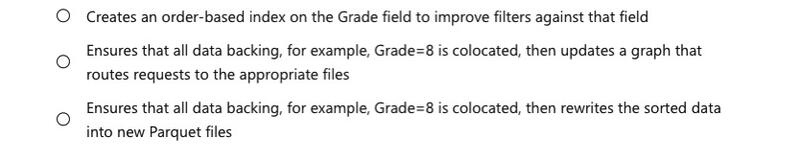 Creates an order-based index on the Grade field to improve filters against that field
Ensures that all data backing, for example, Grade=8 is colocated, then updates a graph that
routes requests to the appropriate files
Ensures that all data backing, for example, Grade=8 is colocated, then rewrites the sorted data
into new Parquet files